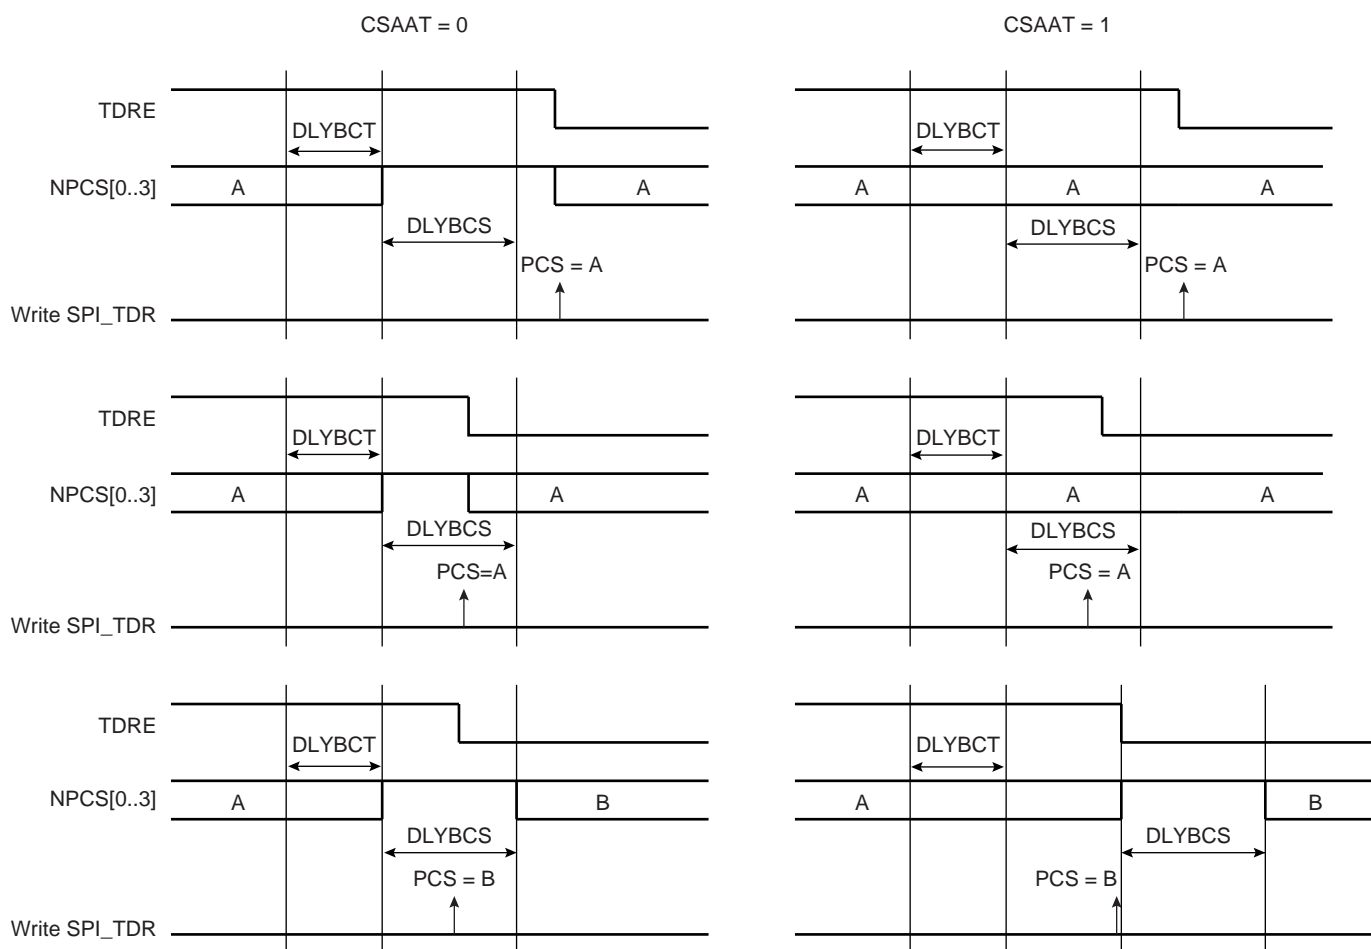 CSAAT = 0 CSAAT = 1
TDRE
DLYBCT DLYBCT
NPCS[0..3] A A A A A
DLYBCS DLYBCS
PCS = A PCS = A
Write SPI_TDR
TDRE
DLYBCT DLYBCT
NPCS[0..3] A A A A A
DLYBCS DLYBCS
PCS=A PCS = A
Write SPI_TDR
TDRE
DLYBCT DLYBCT
NPCS[0..3] A B A B
DLYBCS DLYBCS
PCS = B PCS = B
Write SPI_TDR